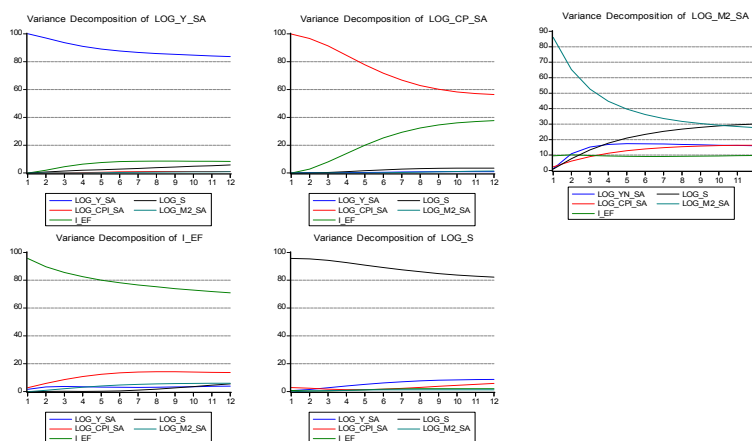 Variance Decomposition of LOG_Y_SA
100
80
60
40
20
0
1 2 3 4 5 6 7 8 9 10 11 12
LOG_Y_SA LOG_S
LOG_CPI_SA LOG_M2_SA
I_EF
Variance Decomposition of LOG_CP_SA
100
80
60
40
20
0
1 2 3 4 5 6 7 8 9 10 11 12
LOG_Y_SA LOG_S
LOG_CPI_SA LOG_M2_SA
I_EF
Variance Decomposition of LOG_M2_SA
90
80
70
60
50
40
30
20
10
0
1 2 3 4 5 6 7 8 9 10 11
LOG_YN_SA LOG_S
LOG_CPI_SA LOG_M2_SA
I_EF
Variance Decomposition of I_EF
100
80
60
40
20
0
1 2 3 4 5 6 7 8 9 10 11 12
LOG_Y_SA LOG_S
LOG_CPI_SA LOG_M2_SA
I_EF
Variance Decomposition of LOG_S
100
80
60
40
20
0
1 2 3 4 5 6 7 8 9 10 11 12
LOG_Y_SA LOG_S
LOG_CPI_SA LOG_M2_SA
I_EF